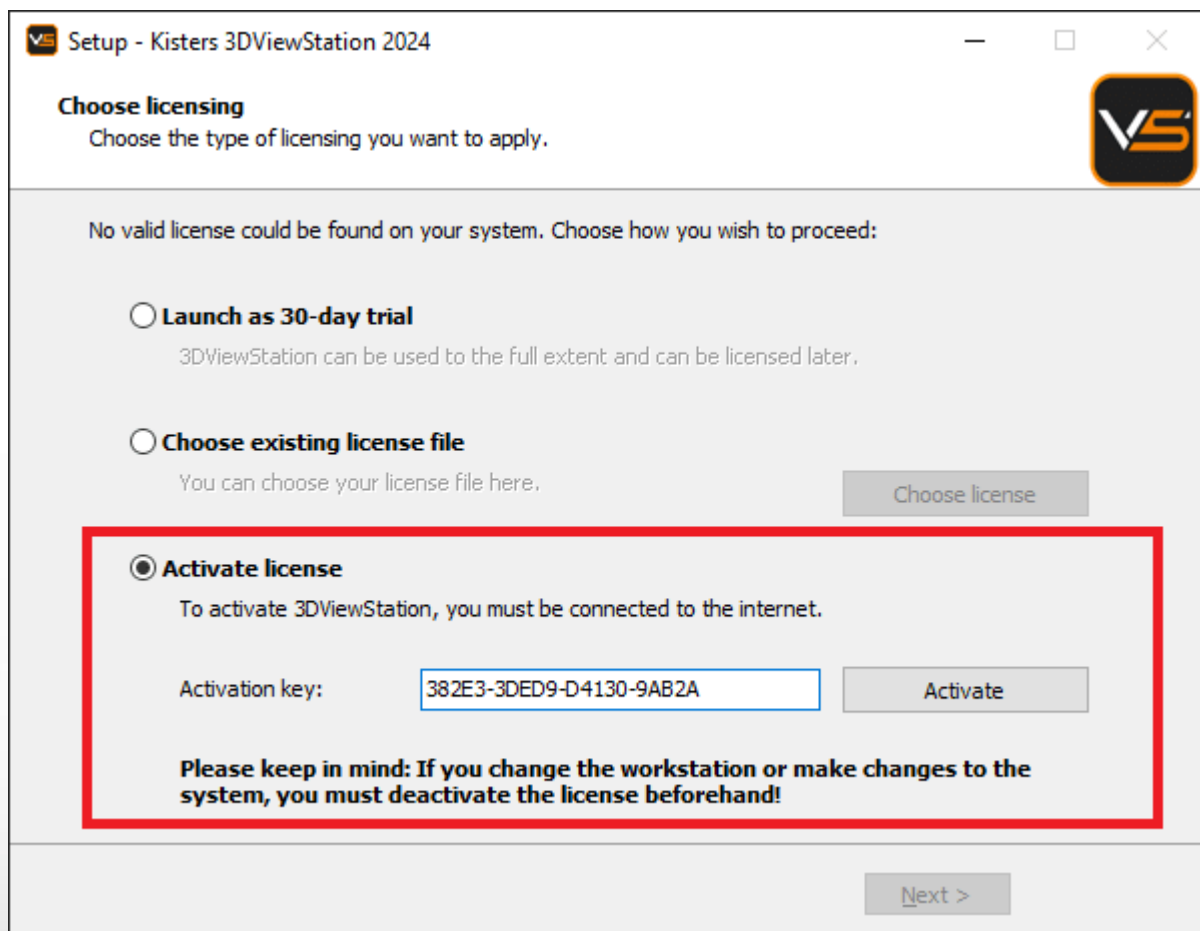 VS Setup - Kisters 3DViewStation 2024
Choose licensing
Choose the type of licensing you want to apply.
VS
No valid license could be found on your system. Choose how you wish to proceed:
Launch as 30-day trial
3DViewStation can be used to the full extent and can be licensed later.
Choose existing license file
You can choose your license file here.
Choose license
Activate license
To activate 3DViewStation, you must be connected to the internet.
Activation key: 382E3-3DED9-D4130-9AB2A Activate
Please keep in mind: If you change the workstation or make changes to the
system, you must deactivate the license beforehand!
Next >